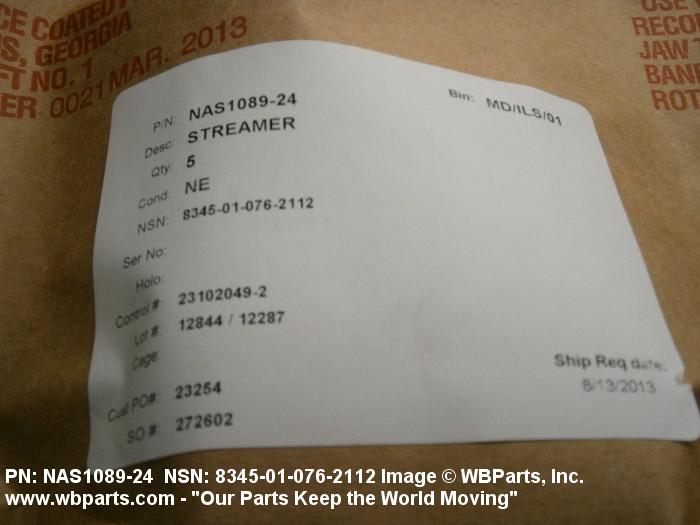 CE COATED
S, GEORGIA
FT NO. 1
ER 0021 MAR. 2013
USE
RECO
JAW T
BAN
ROT
P/N: NAS1089-24
Bin: MD/ILS/01
Desc: STREAMER
Qty: 5
Cond: NE
NSN: 8345-01-076-2112
Ser No:
Holo:
Control #: 23102049-2
Lot #: 12844 / 12287
Cage:
Ship Req date:
8/13/2013
Cust PO#: 23254
SO #: 272602
PN: NAS1089-24 NSN: 8345-01-076-2112 Image © WBParts, Inc.
www.wbparts.com - "Our Parts Keep the World Moving"